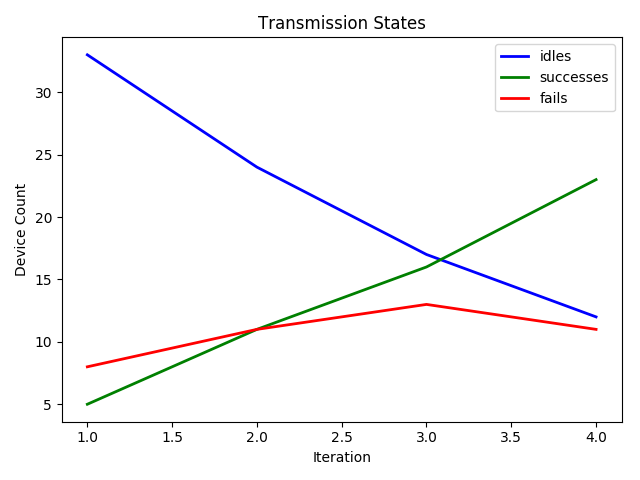 Transmission States
idles
successes
fails
Device Count
30
25
20
15
10
5
1.0 1.5 2.0 2.5 3.0 3.5 4.0
Iteration